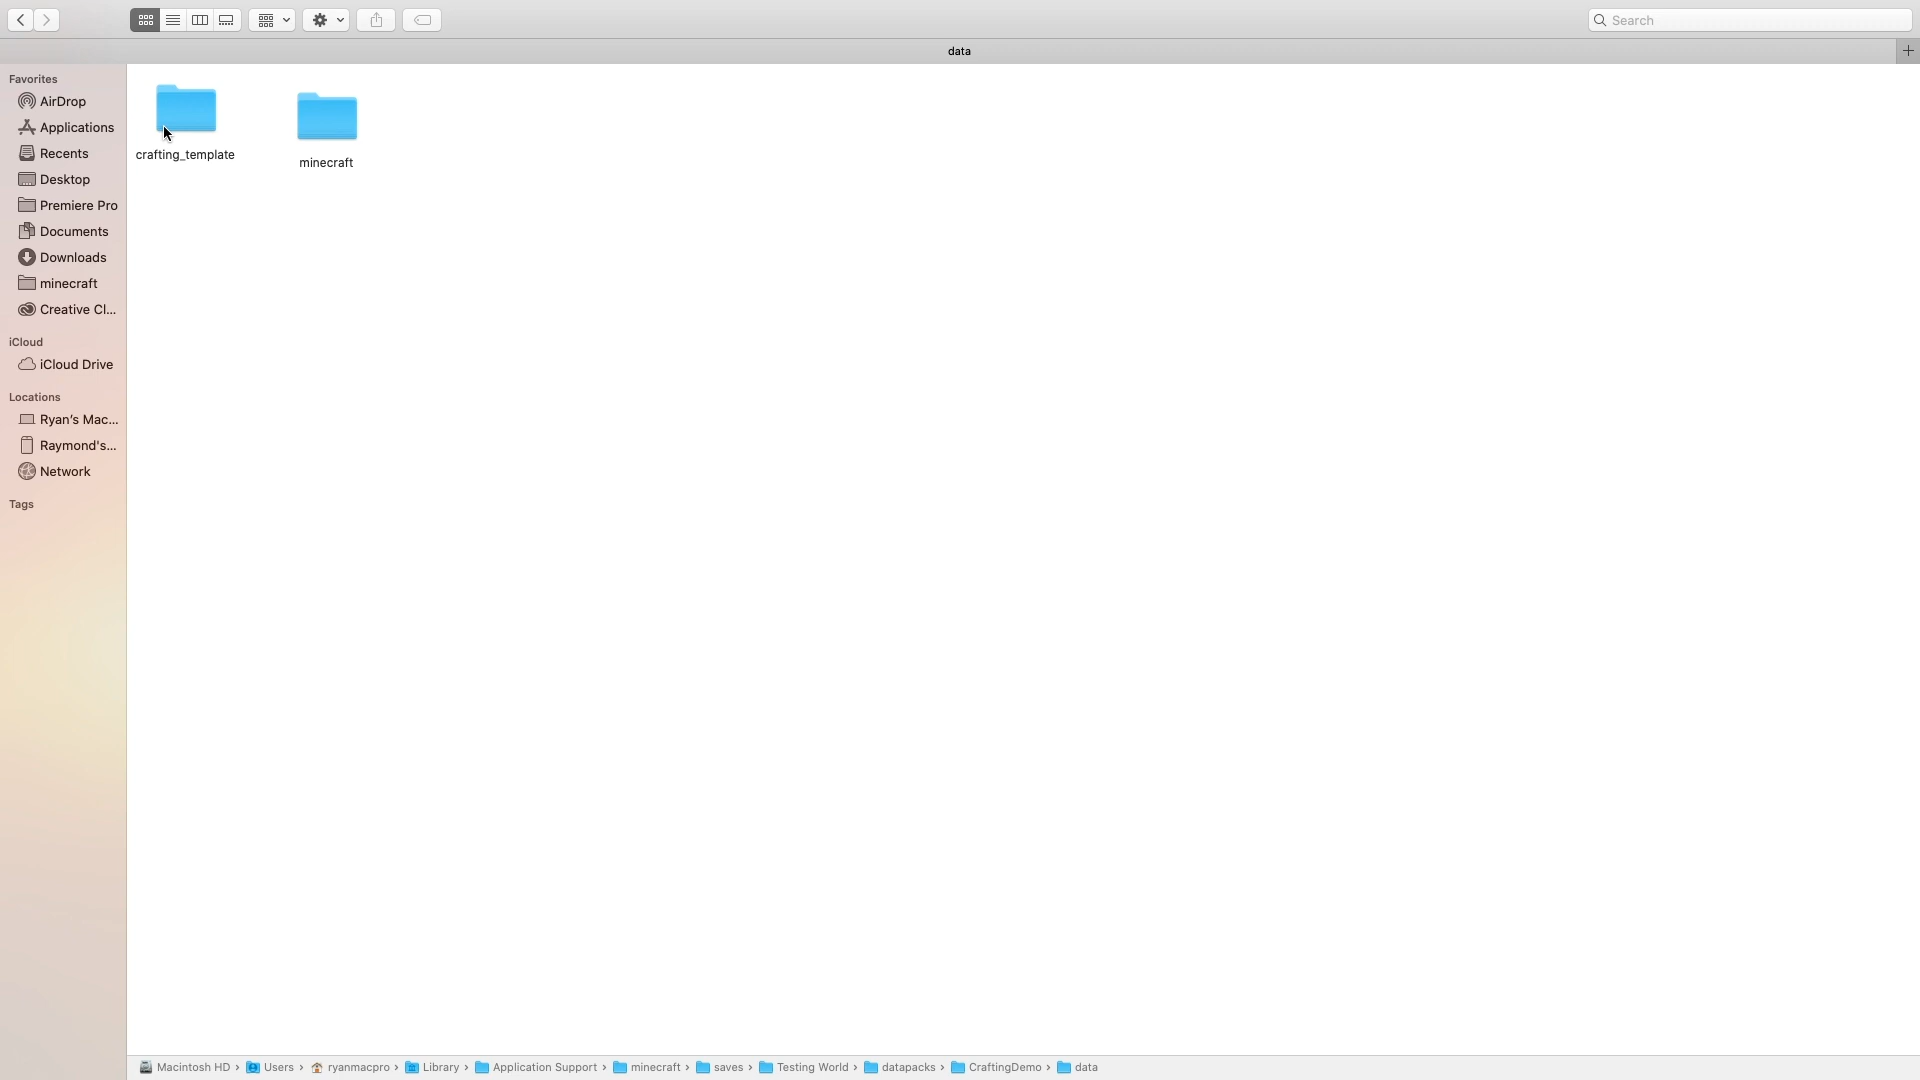 Search
data
Favorites
AirDrop
Applications
Recents
Desktop
Premiere Pro
Documents
Downloads
minecraft
Creative Cl...
iCloud
iCloud Drive
Locations
Ryan's Mac...
Raymond's...
Network
Tags
crafting_template
minecraft
Macintosh HD › Users › ryanmacpro › Library › Application Support › minecraft › saves › Testing World › datapacks › CraftingDemo › data